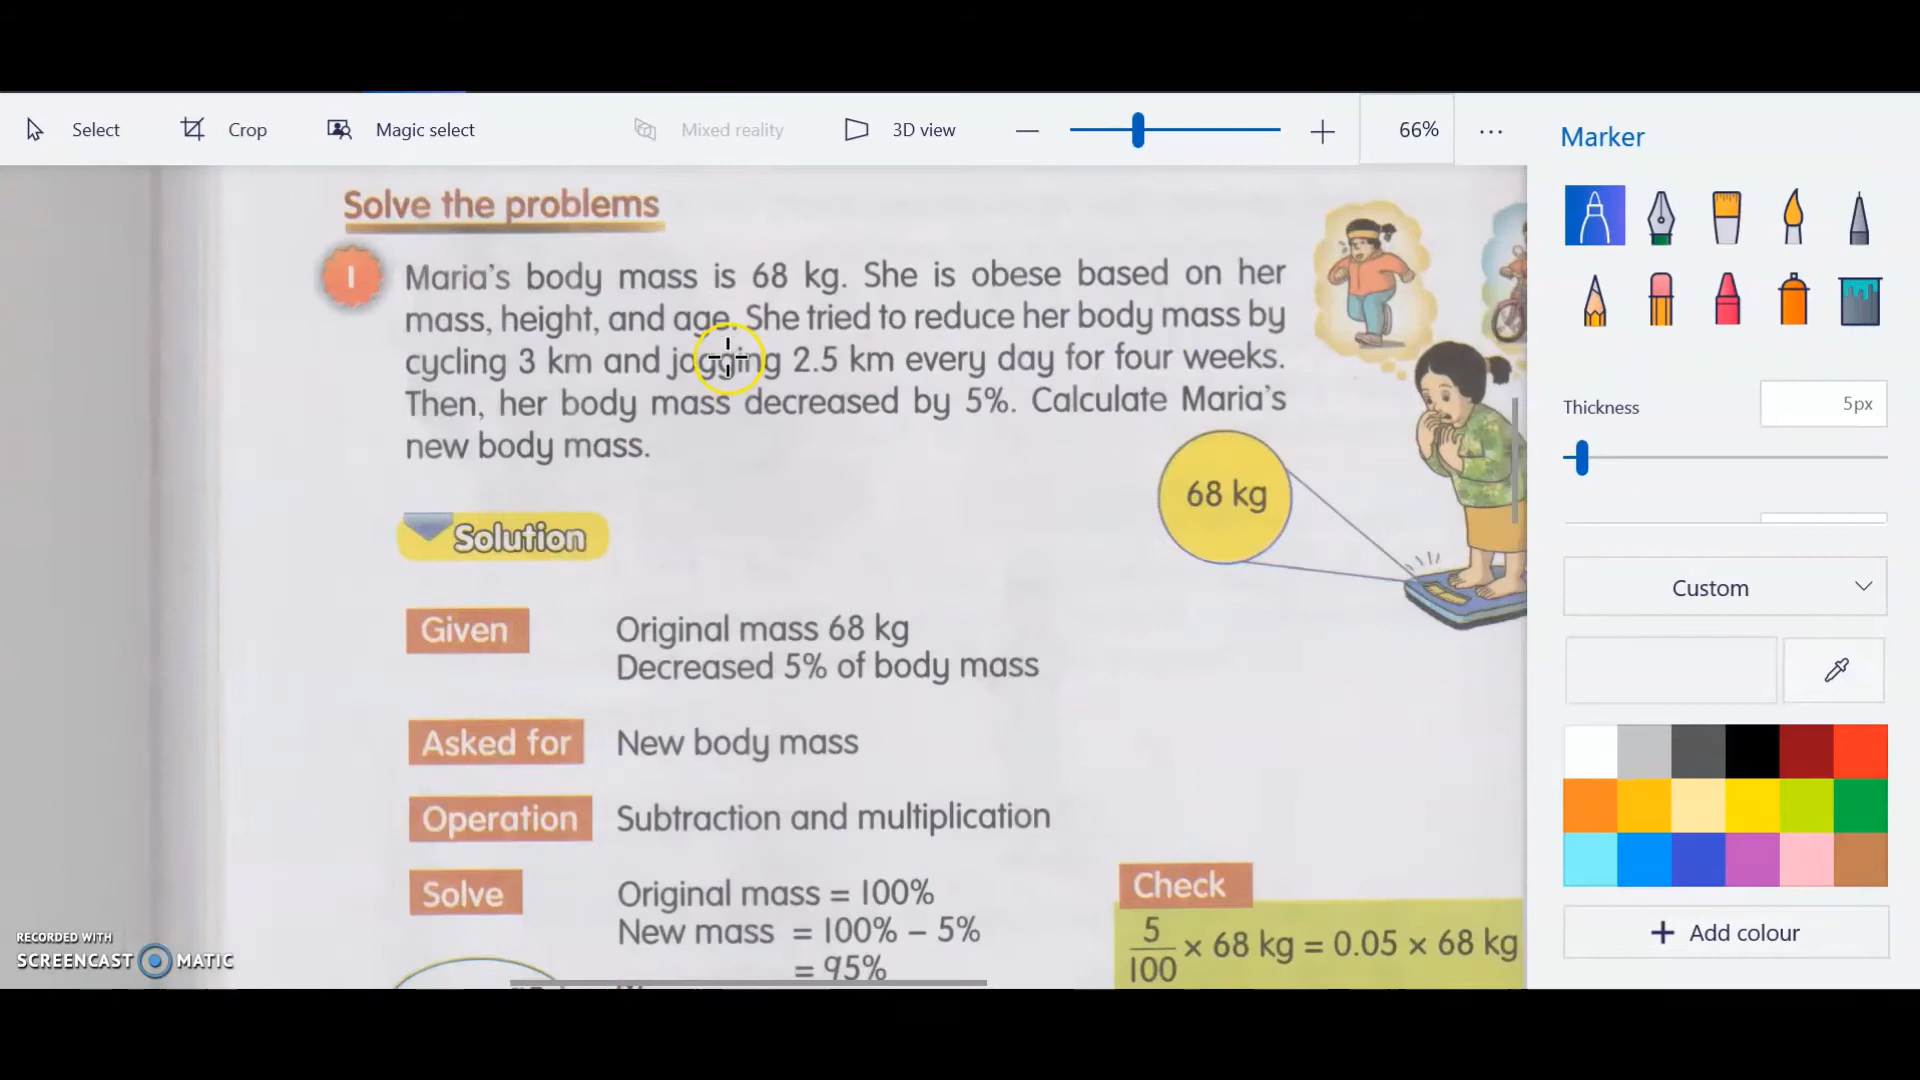 Select
Crop
Magic select
Mixed reality
3D view
66%
Marker
Solve the problems
1
Maria's body mass is 68 kg. She is obese based on her
mass, height, and age. She tried to reduce her body mass by
cycling 3 km and jogging 2.5 km every day for four weeks.
Then, her body mass decreased by 5%. Calculate Maria's
new body mass.
68 kg
Thickness
5px
Custom
Solution
Given
Original mass 68 kg
Decreased 5% of body mass
Asked for
New body mass
Operation
Subtraction and multiplication
Solve
Original mass = 100%
New mass = 100% – 5%
= 95%
Check
5/100 × 68 kg = 0.05 × 68 kg
Add colour
RECORDED WITH
SCREENCAST MATIC